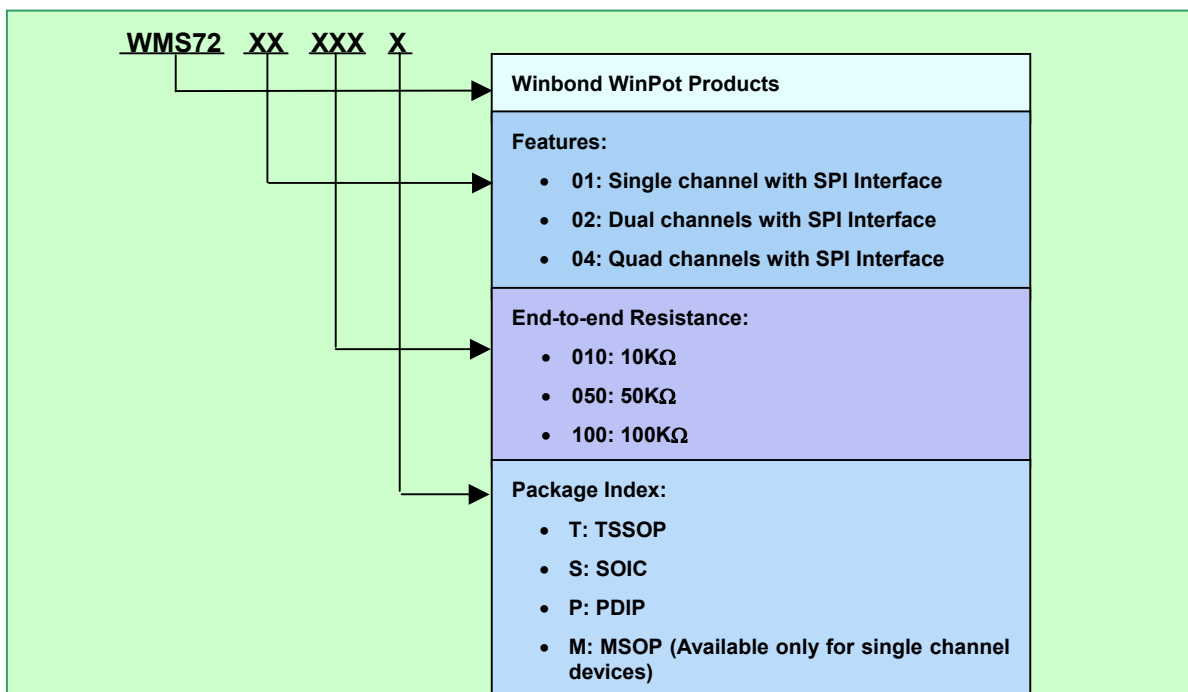 WMS72 XX XXX X
Winbond WinPot Products
Features:
• 01: Single channel with SPI Interface
• 02: Dual channels with SPI Interface
• 04: Quad channels with SPI Interface
End-to-end Resistance:
• 010: 10KΩ
• 050: 50KΩ
• 100: 100KΩ
Package Index:
• T: TSSOP
• S: SOIC
• P: PDIP
• M: MSOP (Available only for single channel
devices)